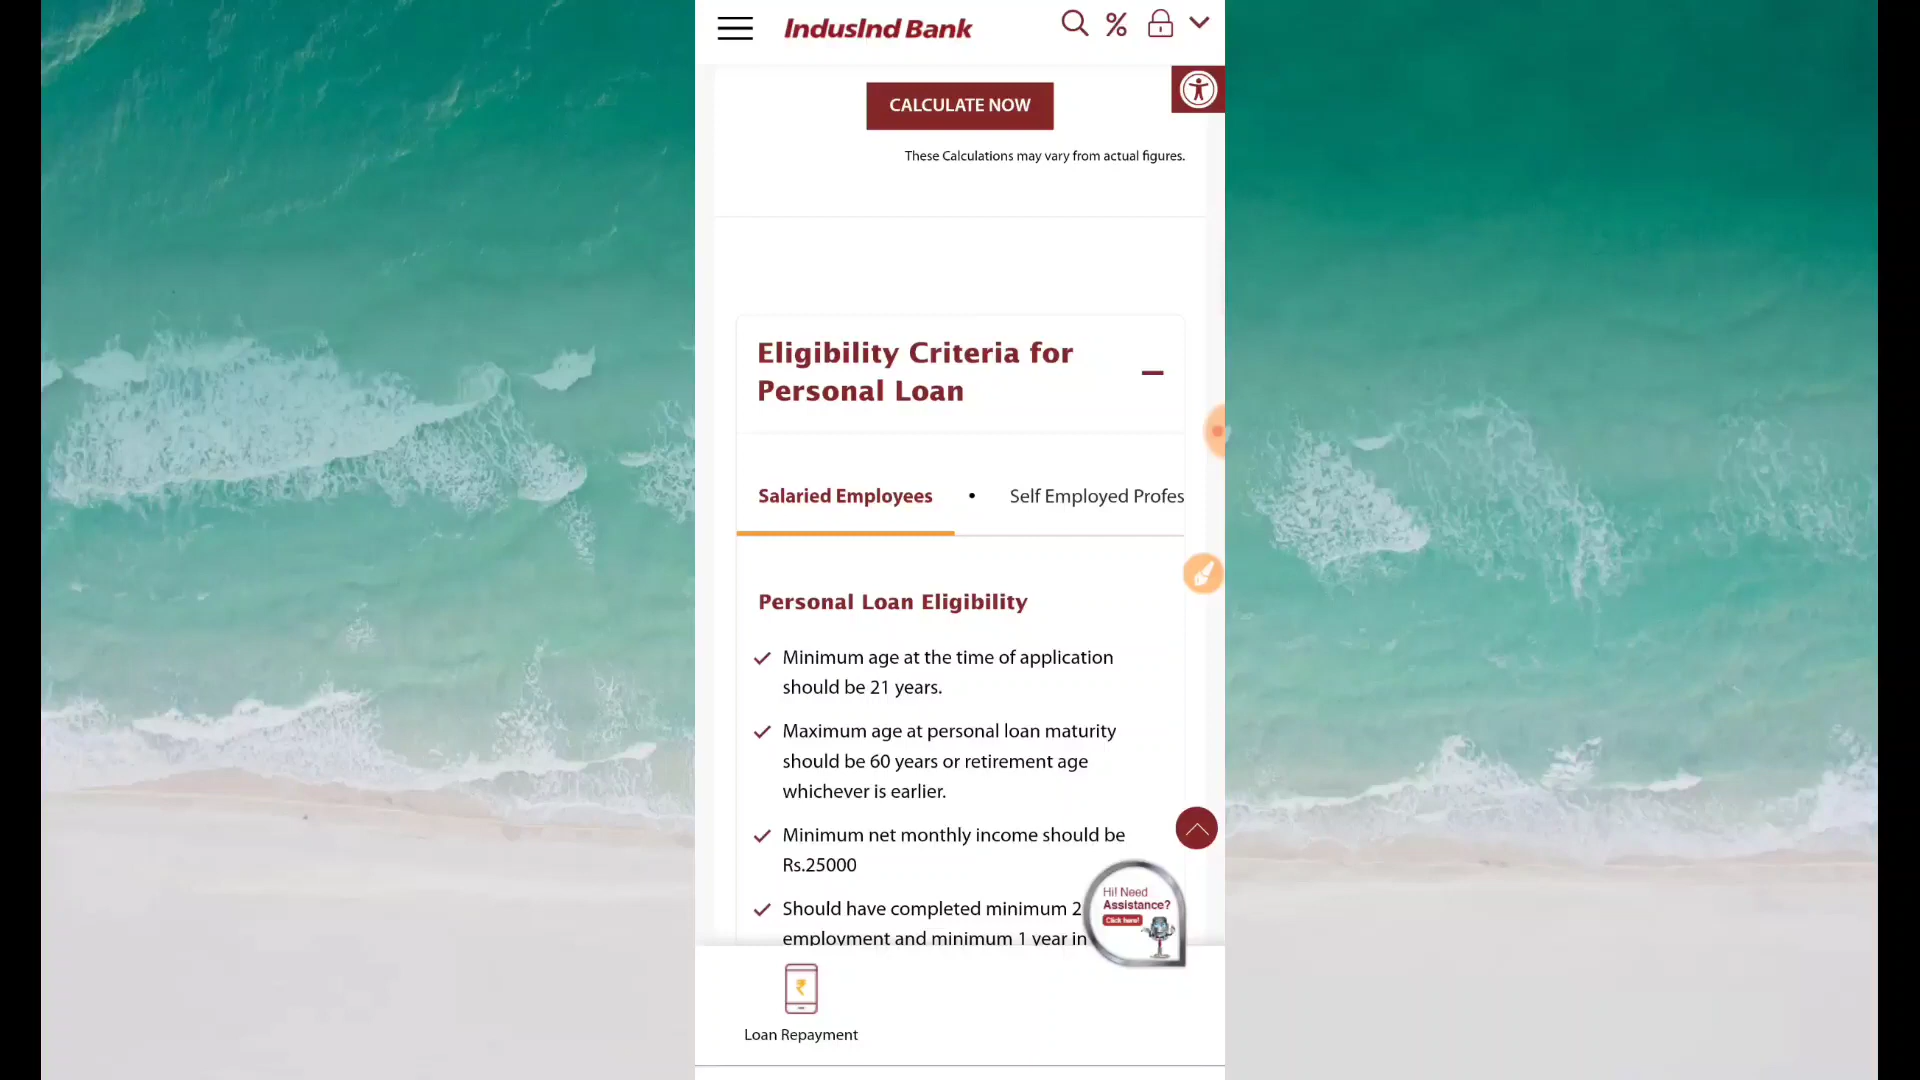 IndusInd Bank
%
CALCULATE NOW
These Calculations may vary from actual figures.
Eligibility Criteria for
Personal Loan
Salaried Employees • Self Employed Profes
Personal Loan Eligibility
Minimum age at the time of application
should be 21 years.
Maximum age at personal loan maturity
should be 60 years or retirement age
whichever is earlier.
Minimum net monthly income should be
Rs.25000
Should have completed minimum 2
employment and minimum 1 year in
Hi! Need
Assistance?
Click here!
₹
Loan Repayment